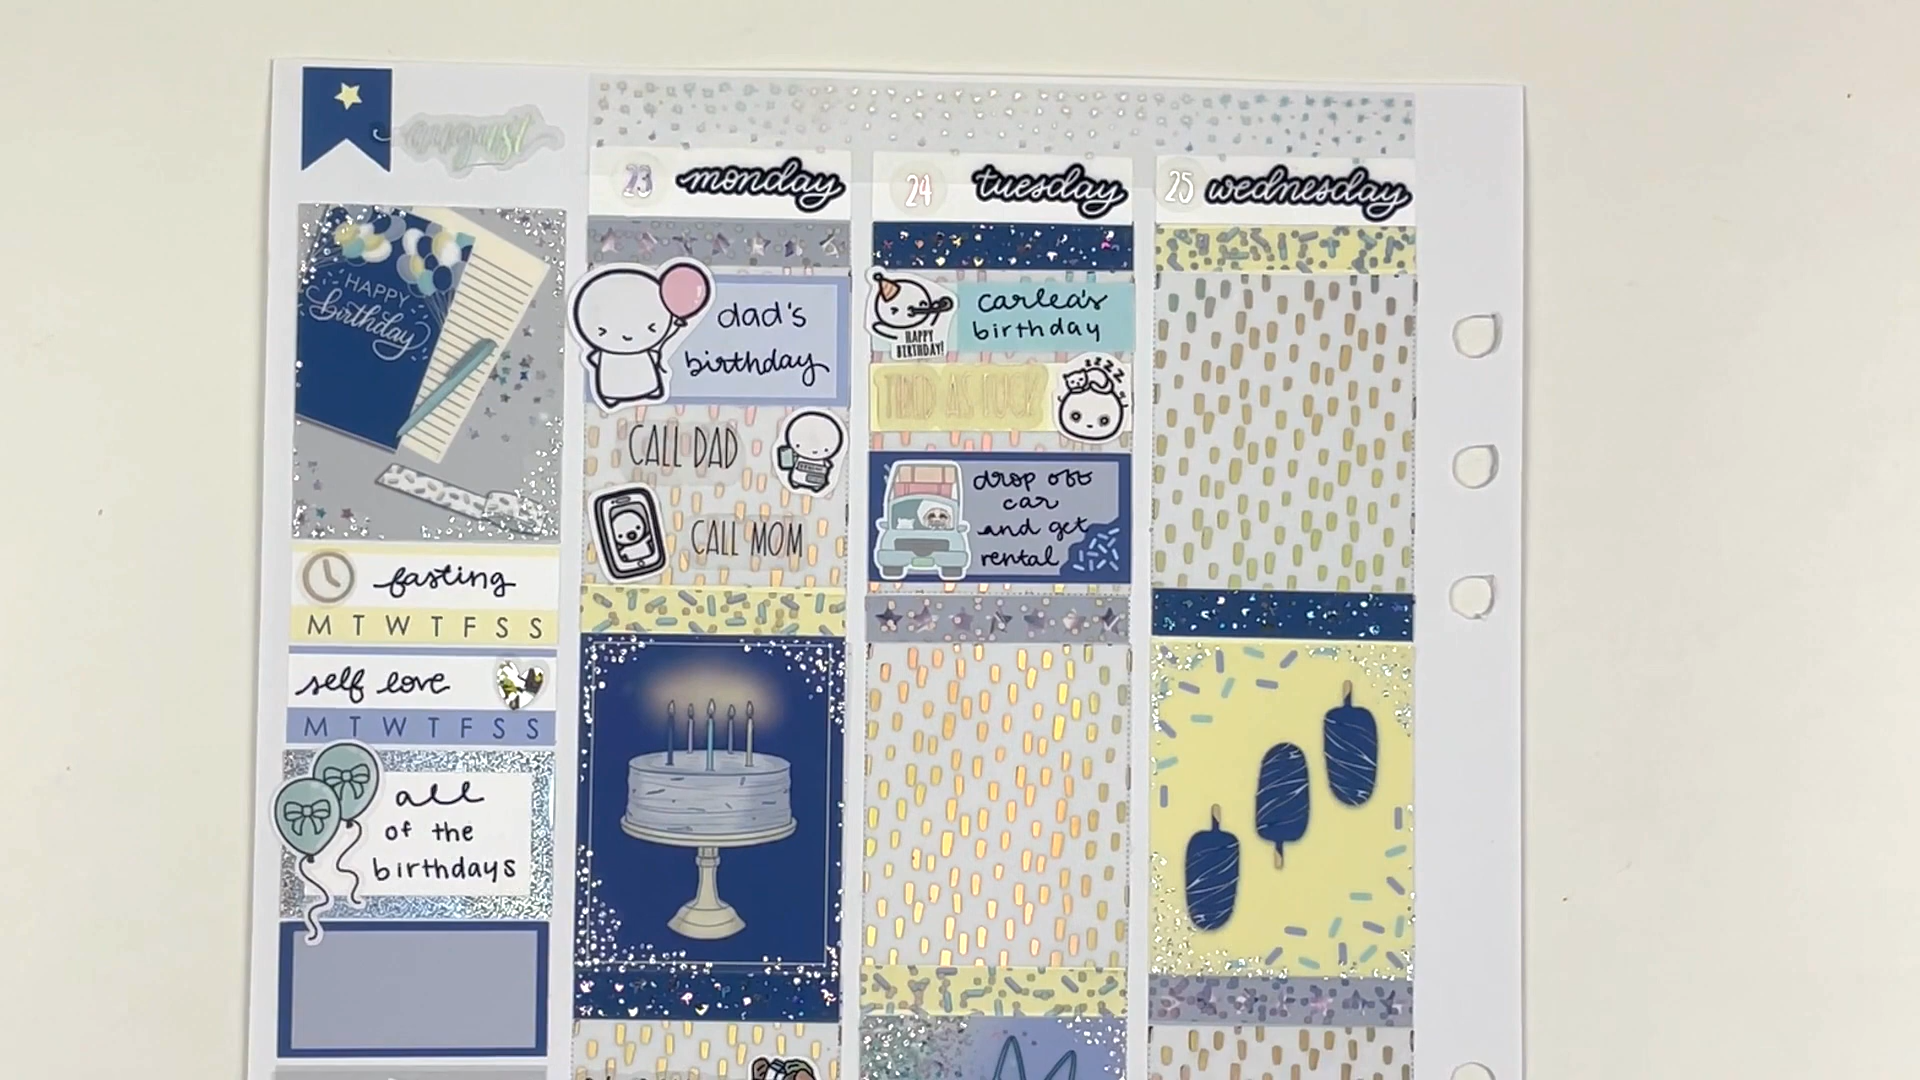 august
HAPPY
Birthday
fasting
M T W T F S S
self love
M T W T F S S
all
of the
birthdays
23 monday
dad's
birthday
CALL DAD
CALL MOM
24 tuesday
carlea's
birthday
HAPPY
BIRTHDAY!
ZZZZ
TIRED AS FUCK
drop off
car
and get
rental
25 wednesday